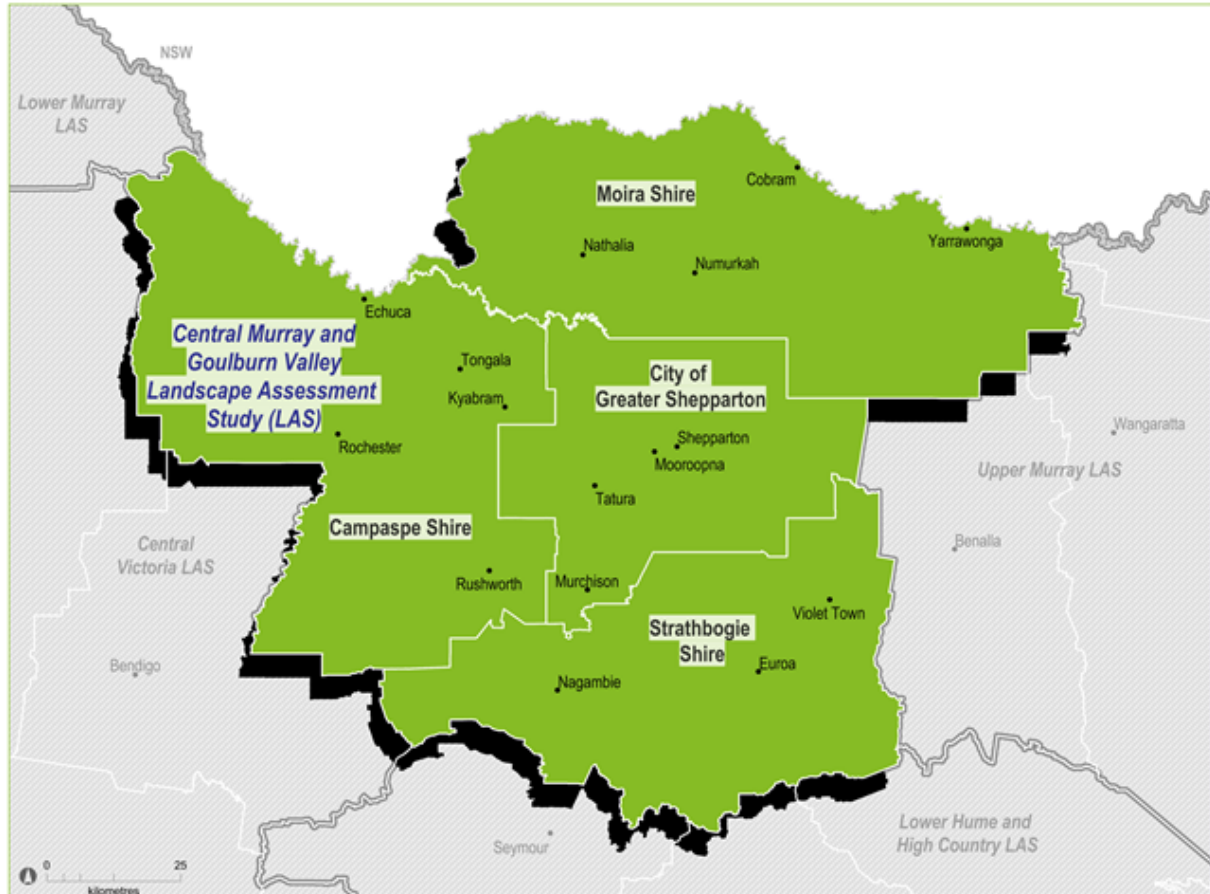 NSW
Lower Murray
LAS
Moira Shire
Cobram
Yarrawonga
Nathalia
Numurkah
Echuca
Central Murray and
Goulburn Valley
Landscape Assessment
Study (LAS)
Tongala
Kyabram
Rochester
City of
Greater Shepparton
Shepparton
Mooroopna
Tatura
Wangaratta
Upper Murray LAS
Benalla
Campaspe Shire
Central
Victoria LAS
Rushworth
Murchison
Violet Town
Strathbogie
Shire
Euroa
Nagambie
Bendigo
Seymour
Lower Hume and
High Country LAS
0 25
kilometres